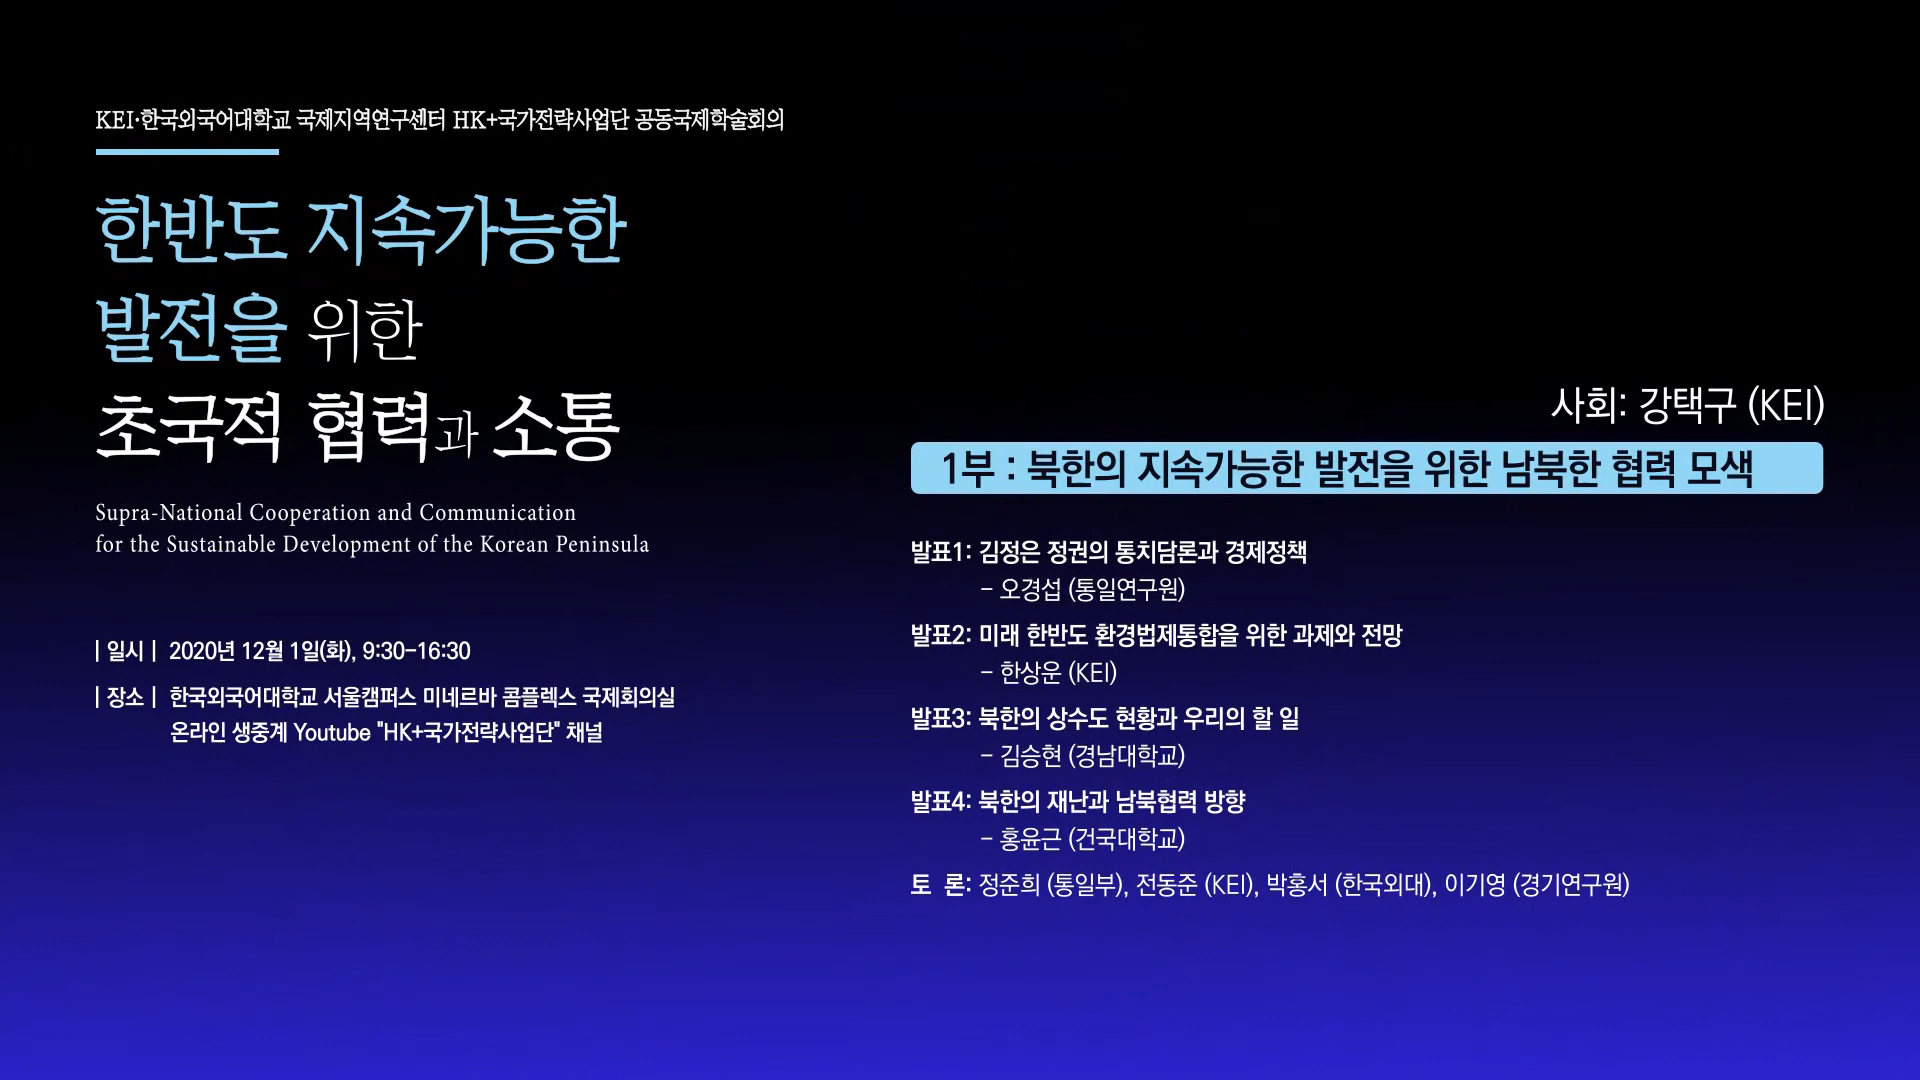 KEI·한국외국어대학교 국제지역연구센터 HK+국가전략사업단 공동국제학술회의
한반도 지속가능한
발전을 위한
초국적 협력과 소통
Supra-National Cooperation and Communication
for the Sustainable Development of the Korean Peninsula
| 일시 | 2020년 12월 1일(화), 9:30-16:30
| 장소 | 한국외국어대학교 서울캠퍼스 미네르바 콤플렉스 국제회의실
온라인 생중계 Youtube "HK+국가전략사업단" 채널
사회: 강택구 (KEI)
1부 : 북한의 지속가능한 발전을 위한 남북한 협력 모색
발표1: 김정은 정권의 통치담론과 경제정책
- 오경섭 (통일연구원)
발표2: 미래 한반도 환경법제통합을 위한 과제와 전망
- 한상운 (KEI)
발표3: 북한의 상수도 현황과 우리의 할 일
- 김승현 (경남대학교)
발표4: 북한의 재난과 남북협력 방향
- 홍윤근 (건국대학교)
토 론: 정준희 (통일부), 전동준 (KEI), 박홍서 (한국외대), 이기영 (경기연구원)